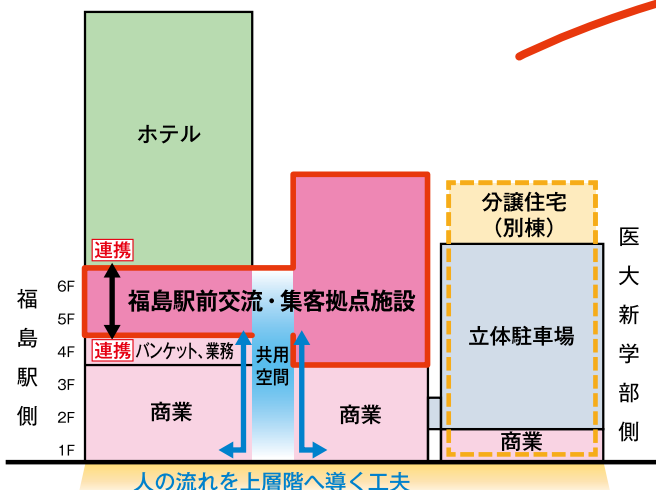 ホテル
分譲住宅
（別棟）
連携
6F
福島駅前交流・集客拠点施設
5F
4F
連携
バンケット、業務
共用
空間
立体駐車場
3F
2F
1F
商業
商業
商業
福島駅側
医大新学部側
人の流れを上層階へ導く工夫